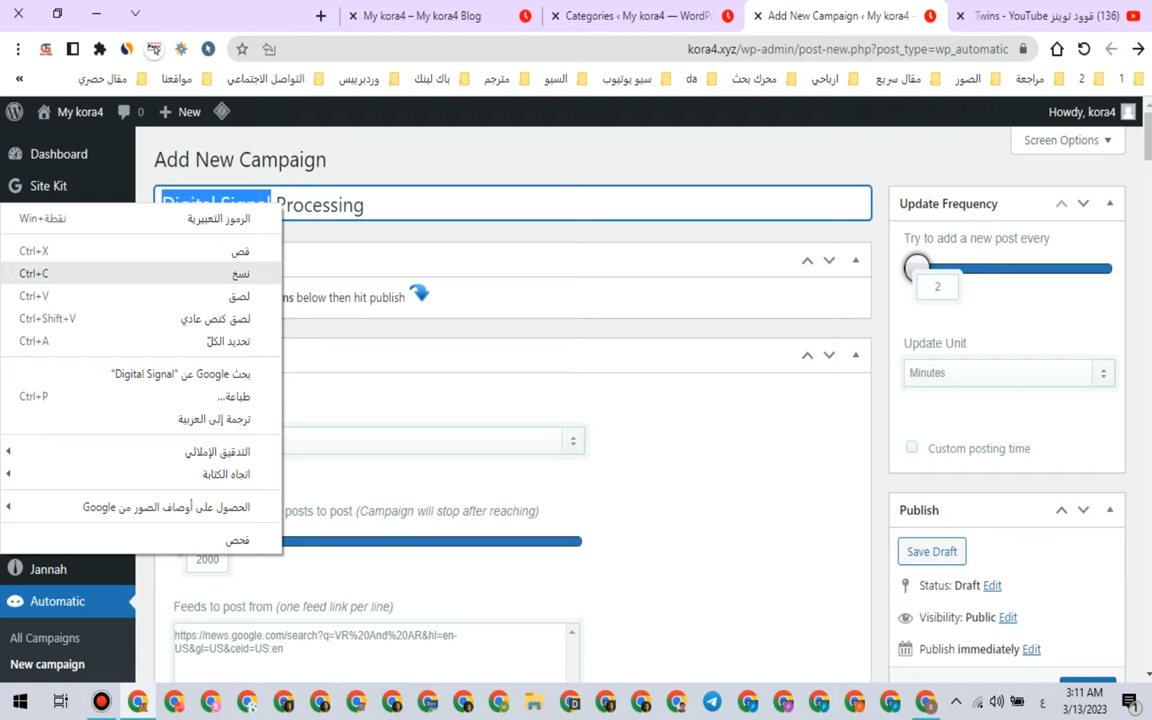 My kora4 – My kora4 Blog
Categories ‹ My kora4 — WordP
Add New Campaign ‹ My kora4 –
(136) قوود توينز - Twins - YouTube
kora4.xyz/wp-admin/post-new.php?post_type=wp_automatic
«
مقال حصري
مواقعنا
التواصل الاجتماعي
وردبرييس
باك لينك
مترجم
السيو
سيو يوتيوب
da
محرك بحث
ارباحي
مقال سريع
الصور
مراجعة
2
1
My kora4
0
New
Howdy, kora4
Dashboard
Site Kit
Add New Campaign
Screen Options
Digital Signal Processing
الرموز التعبيرية Win+نقطة
قص Ctrl+X
نسخ Ctrl+C
لصق Ctrl+V
لصق كنص عادي Ctrl+Shift+V
تحديد الكلّ Ctrl+A
بحث Google عن "Digital Signal"
طباعة... Ctrl+P
ترجمة إلى العربية
التدقيق الإملائي
اتجاه الكتابة
الحصول على أوصاف الصور من Google
فحص
ns below then hit publish
posts to post (Campaign will stop after reaching)
2000
Feeds to post from (one feed link per line)
https://news.google.com/search?q=VR%20And%20AR&hl=en-
US&gl=US&ceid=US:en
Update Frequency
Try to add a new post every
2
Update Unit
Minutes
Custom posting time
Publish
Save Draft
Status: Draft Edit
Visibility: Public Edit
Publish immediately Edit
Jannah
Automatic
All Campaigns
New campaign
ع
3:11 AM
3/13/2023
1